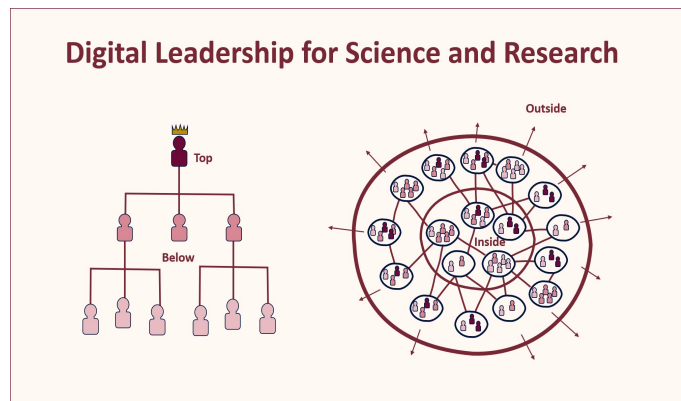 Digital Leadership for Science and Research
Outside
Top
Inside
Below